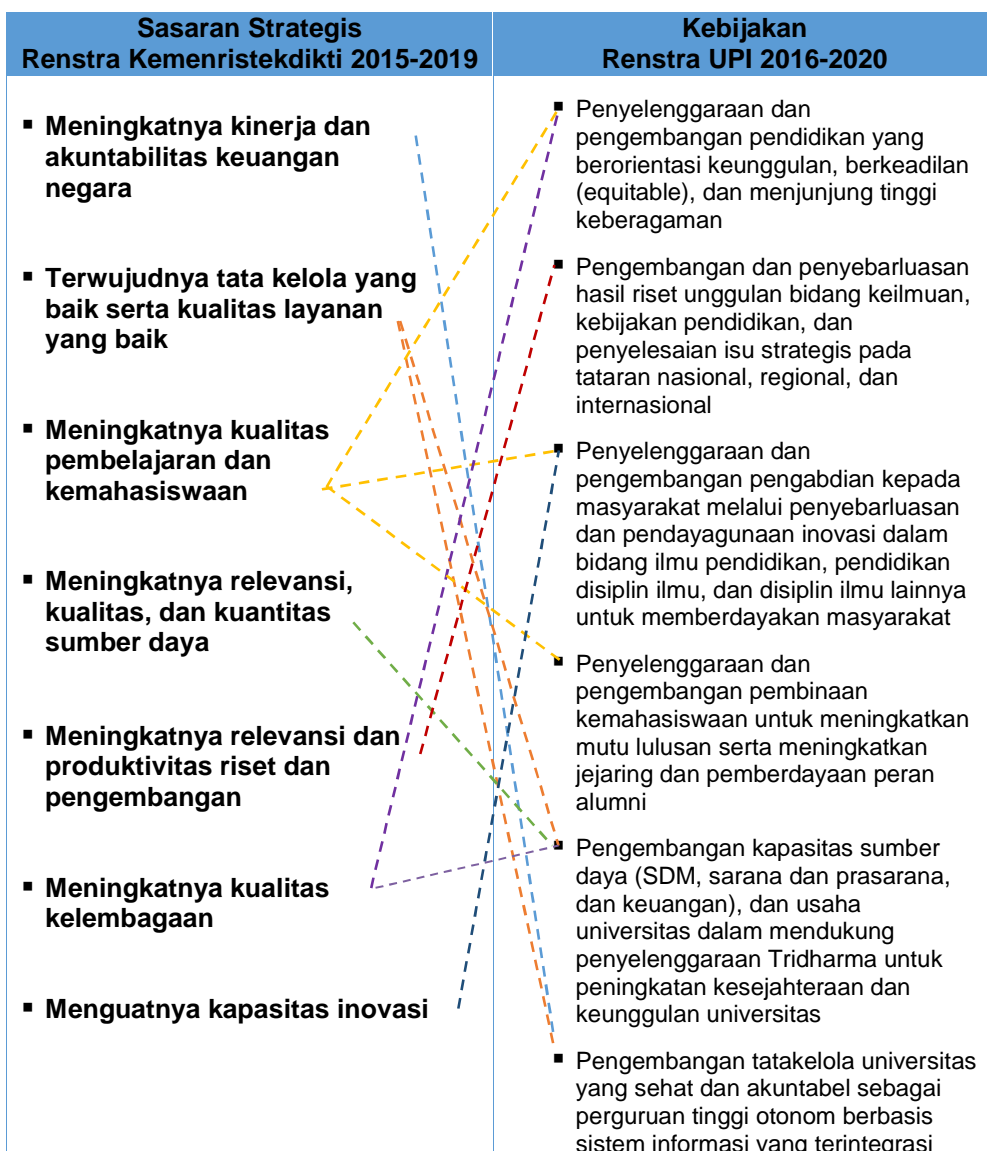 Sasaran Strategis
Renstra Kemenristekdikti 2015-2019
▪ Meningkatnya kinerja dan
akuntabilitas keuangan
negara
▪ Terwujudnya tata kelola yang
baik serta kualitas layanan
yang baik
▪ Meningkatnya kualitas
pembelajaran dan
kemahasiswaan
▪ Meningkatnya relevansi,
kualitas, dan kuantitas
sumber daya
▪ Meningkatnya relevansi dan
produktivitas riset dan
pengembangan
▪ Meningkatnya kualitas
kelembagaan
▪ Menguatnya kapasitas inovasi
Kebijakan
Renstra UPI 2016-2020
▪ Penyelenggaraan dan
pengembangan pendidikan yang
berorientasi keunggulan, berkeadilan
(equitable), dan menjunjung tinggi
keberagaman
▪ Pengembangan dan penyebarluasan
hasil riset unggulan bidang keilmuan,
kebijakan pendidikan, dan
penyelesaian isu strategis pada
tataran nasional, regional, dan
internasional
▪ Penyelenggaraan dan
pengembangan pengabdian kepada
masyarakat melalui penyebarluasan
dan pendayagunaan inovasi dalam
bidang ilmu pendidikan, pendidikan
disiplin ilmu, dan disiplin ilmu lainnya
untuk memberdayakan masyarakat
▪ Penyelenggaraan dan
pengembangan pembinaan
kemahasiswaan untuk meningkatkan
mutu lulusan serta meningkatkan
jejaring dan pemberdayaan peran
alumni
▪ Pengembangan kapasitas sumber
daya (SDM, sarana dan prasarana,
dan keuangan), dan usaha
universitas dalam mendukung
penyelenggaraan Tridharma untuk
peningkatan kesejahteraan dan
keunggulan universitas
▪ Pengembangan tatakelola universitas
yang sehat dan akuntabel sebagai
perguruan tinggi otonom berbasis
sistem informasi yang terintegrasi